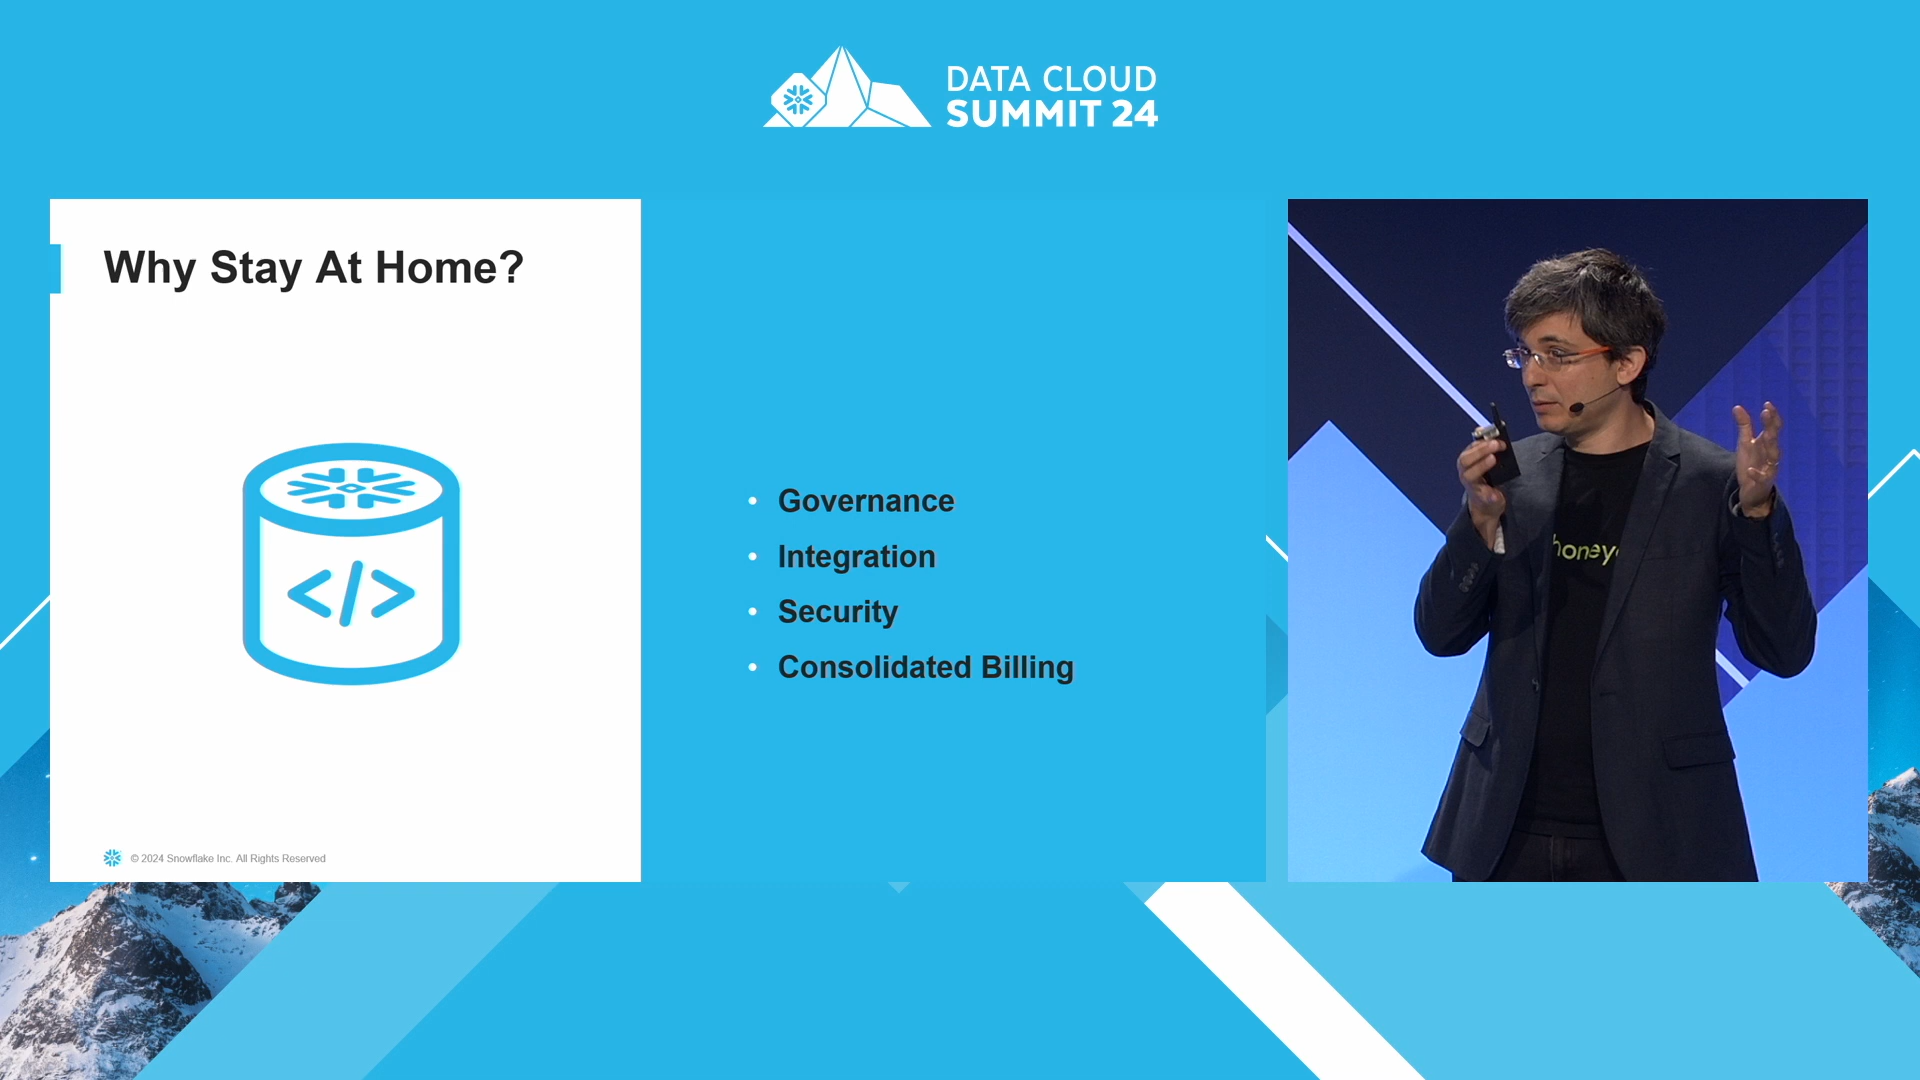 DATA CLOUD
SUMMIT 24
Why Stay At Home?
</>
• Governance
• Integration
• Security
• Consolidated Billing
honey
© 2024 Snowflake Inc. All Rights Reserved